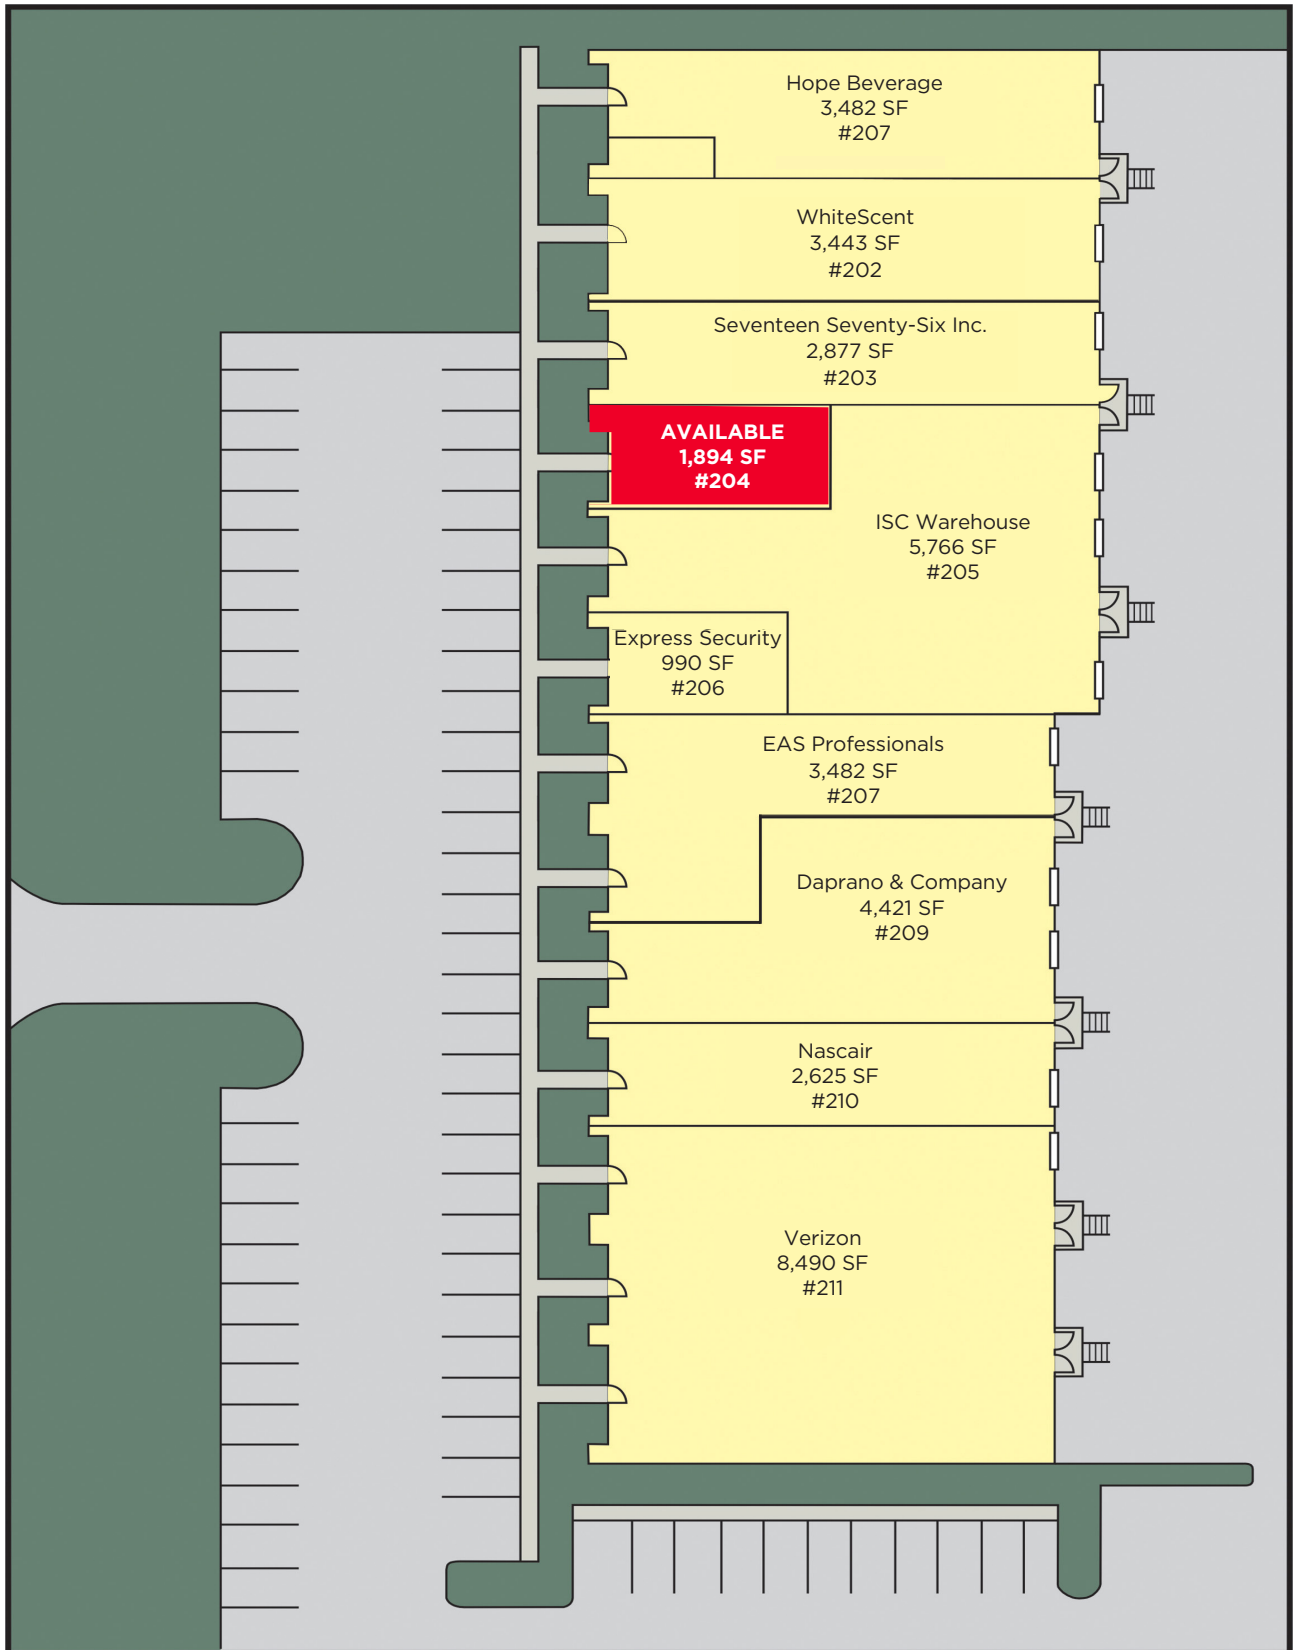 Hope Beverage
3,482 SF
#207
WhiteScent
3,443 SF
#202
Seventeen Seventy-Six Inc.
2,877 SF
#203
AVAILABLE
1,894 SF
#204
ISC Warehouse
5,766 SF
#205
Express Security
990 SF
#206
EAS Professionals
3,482 SF
#207
Daprano & Company
4,421 SF
#209
Nascair
2,625 SF
#210
Verizon
8,490 SF
#211